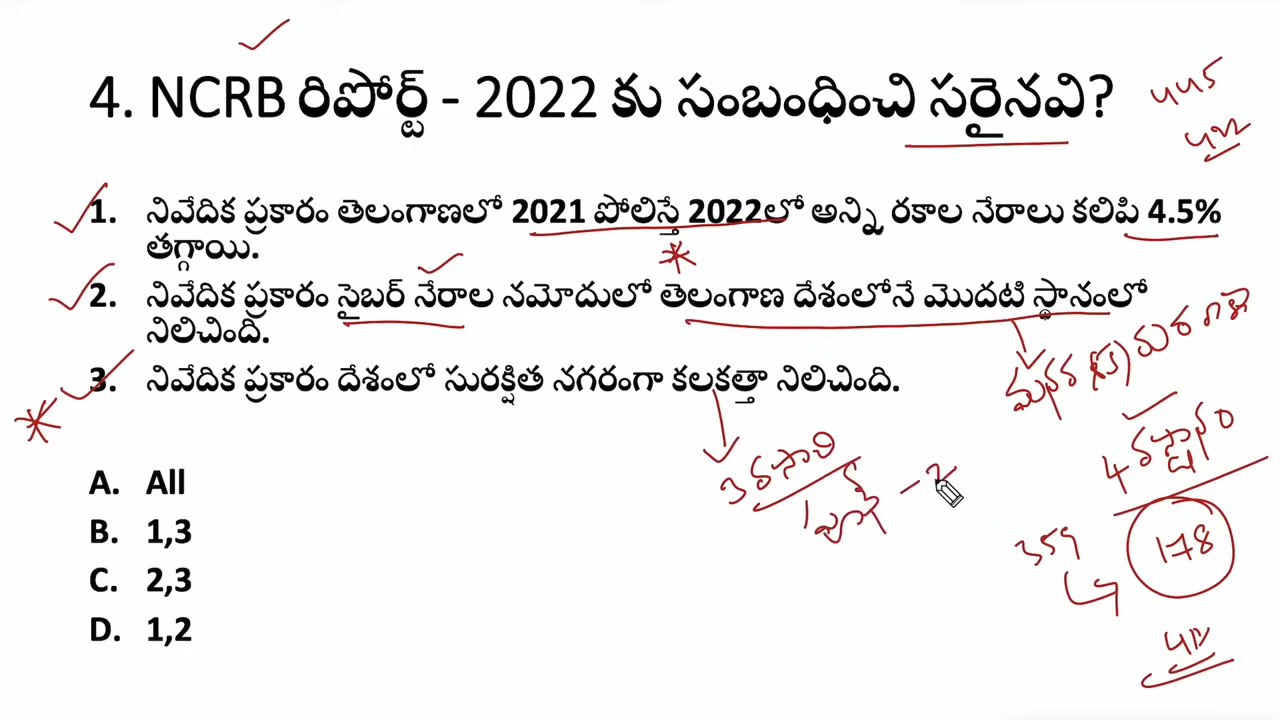 4. NCRB రిపోర్ట్ - 2022 కు సంబంధించి సరైనవి?
445
422
1. నివేదిక ప్రకారం తెలంగాణలో 2021 పోలిస్తే 2022లో అన్ని రకాల నేరాలు కలిపి 4.5%
తగ్గాయి.
2. నివేదిక ప్రకారం సైబర్ నేరాల నమోదులో తెలంగాణ దేశంలోనే మొదటి స్థానంలో
నిలిచింది.
3. నివేదిక ప్రకారం దేశంలో సురక్షిత నగరంగా కలకత్తా నిలిచింది.
3వసారి
4వస్థానం
359
178
A. All
B. 1,3
C. 2,3
D. 1,2